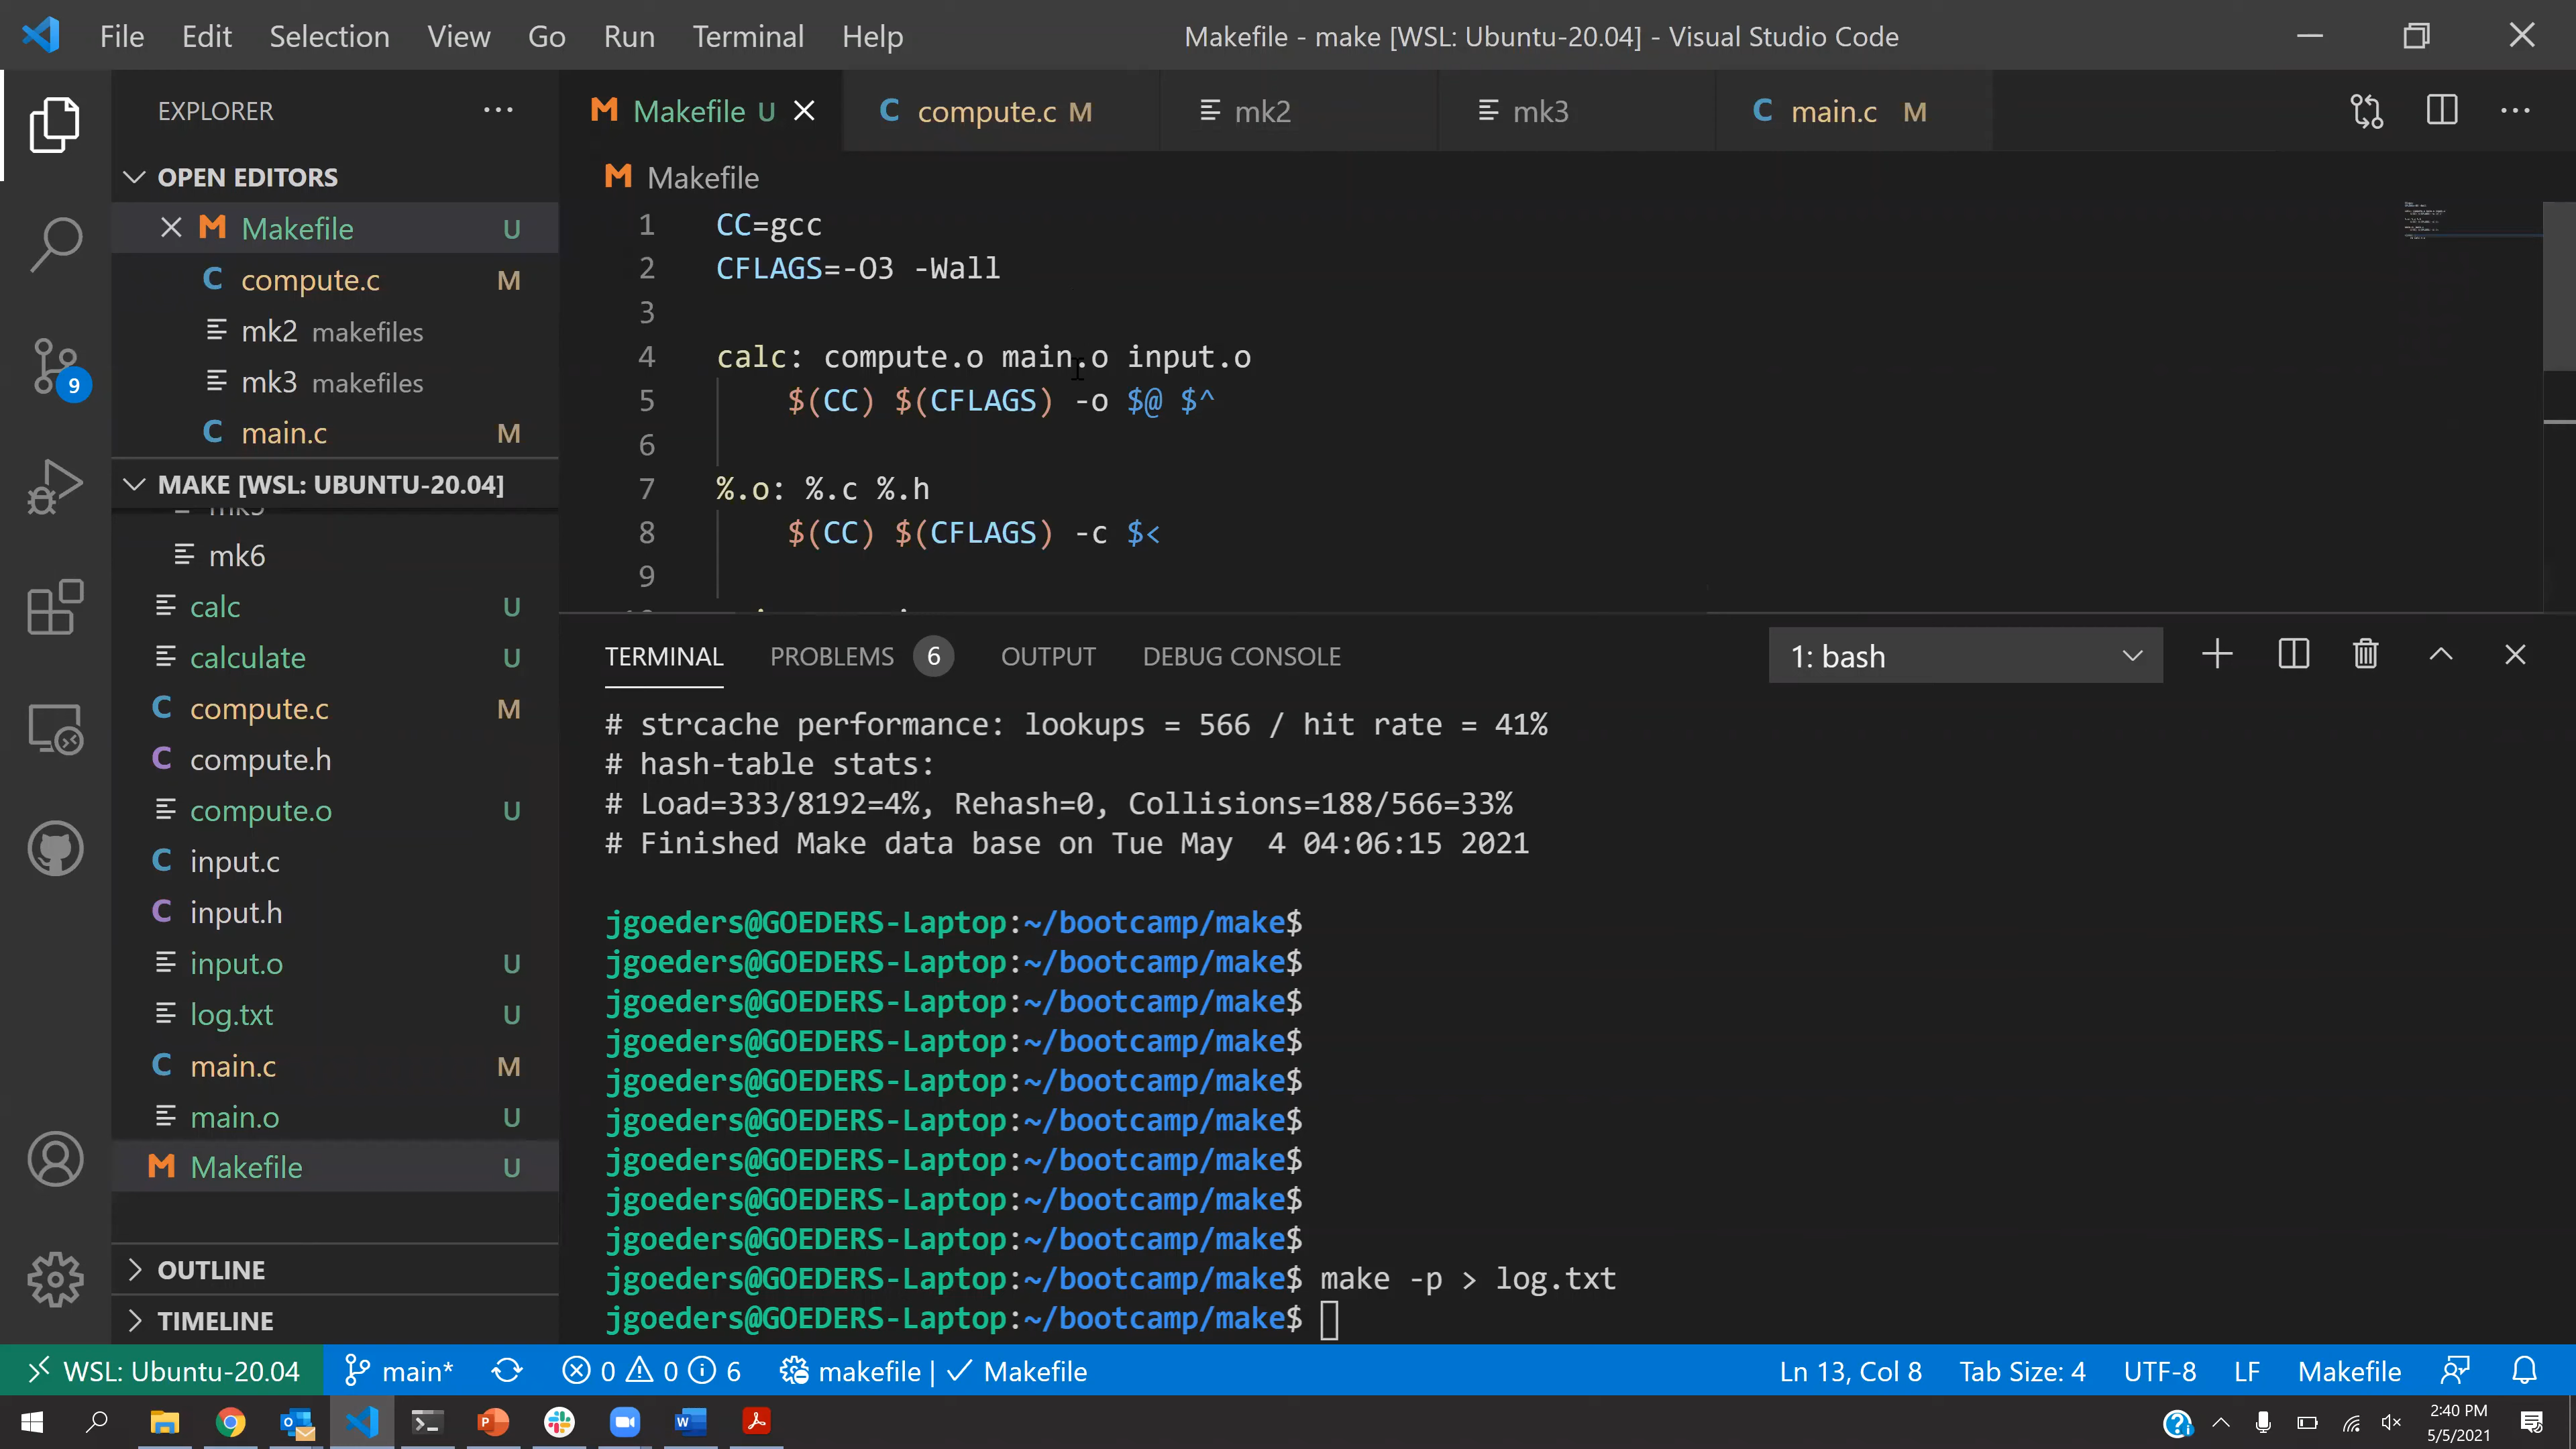 File Edit Selection View Go Run Terminal Help
Makefile - make [WSL: Ubuntu-20.04] - Visual Studio Code
EXPLORER
OPEN EDITORS
Makefile U
compute.c M
mk2 makefiles
mk3 makefiles
main.c M
MAKE [WSL: UBUNTU-20.04]
mk6
calc U
calculate U
compute.c M
compute.h
compute.o U
input.c
input.h
input.o U
log.txt U
main.c M
main.o U
Makefile U
OUTLINE
TIMELINE
9
Makefile U
compute.c M
mk2
mk3
main.c M
Makefile
1 CC=gcc
2 CFLAGS=-O3 -Wall
3
4 calc: compute.o main.o input.o
5 $(CC) $(CFLAGS) -o $@ $^
6
7 %.o: %.c %.h
8 $(CC) $(CFLAGS) -c $<
9
TERMINAL PROBLEMS 6 OUTPUT DEBUG CONSOLE
1: bash
# strcache performance: lookups = 566 / hit rate = 41%
# hash-table stats:
# Load=333/8192=4%, Rehash=0, Collisions=188/566=33%
# Finished Make data base on Tue May  4 04:06:15 2021
jgoeders@GOEDERS-Laptop:~/bootcamp/make$
jgoeders@GOEDERS-Laptop:~/bootcamp/make$
jgoeders@GOEDERS-Laptop:~/bootcamp/make$
jgoeders@GOEDERS-Laptop:~/bootcamp/make$
jgoeders@GOEDERS-Laptop:~/bootcamp/make$
jgoeders@GOEDERS-Laptop:~/bootcamp/make$
jgoeders@GOEDERS-Laptop:~/bootcamp/make$
jgoeders@GOEDERS-Laptop:~/bootcamp/make$
jgoeders@GOEDERS-Laptop:~/bootcamp/make$
jgoeders@GOEDERS-Laptop:~/bootcamp/make$ make -p > log.txt
jgoeders@GOEDERS-Laptop:~/bootcamp/make$
WSL: Ubuntu-20.04 main* 0 0 6 makefile | ✓ Makefile
Ln 13, Col 8 Tab Size: 4 UTF-8 LF Makefile
2:40 PM
5/5/2021